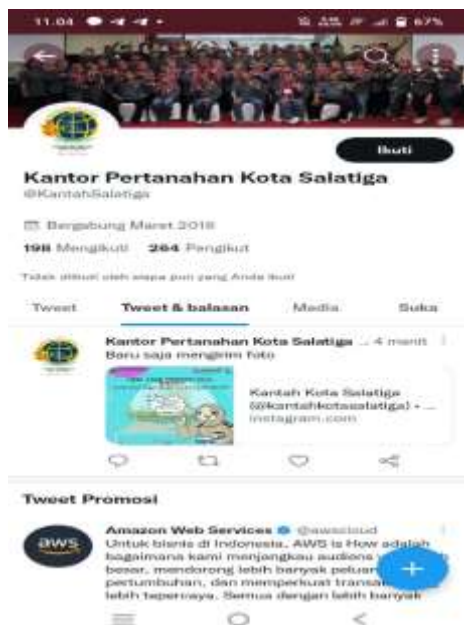 11.04
67%
Ikuti
Kantor Pertanahan Kota Salatiga
@KantahSalatiga
Bergabung Maret 2018
198 Mengikuti 264 Pengikut
Tidak diikuti oleh siapa pun yang Anda ikuti
Tweet Tweet & balasan Media Suka
Kantor Pertanahan Kota Salatiga ... 4 menit
Baru saja mengirim foto
Kantah Kota Salatiga
(@kantahkotasalatiga) • ...
instagram.com
Tweet Promosi
aws
Amazon Web Services @awscloud
Untuk bisnis di Indonesia, AWS is How adalah
bagaimana kami menjangkau audiens
besar, mendorong lebih banyak
pertumbuhan, dan memperkuat
lebih tepercaya. Semua dengan lebih banyak